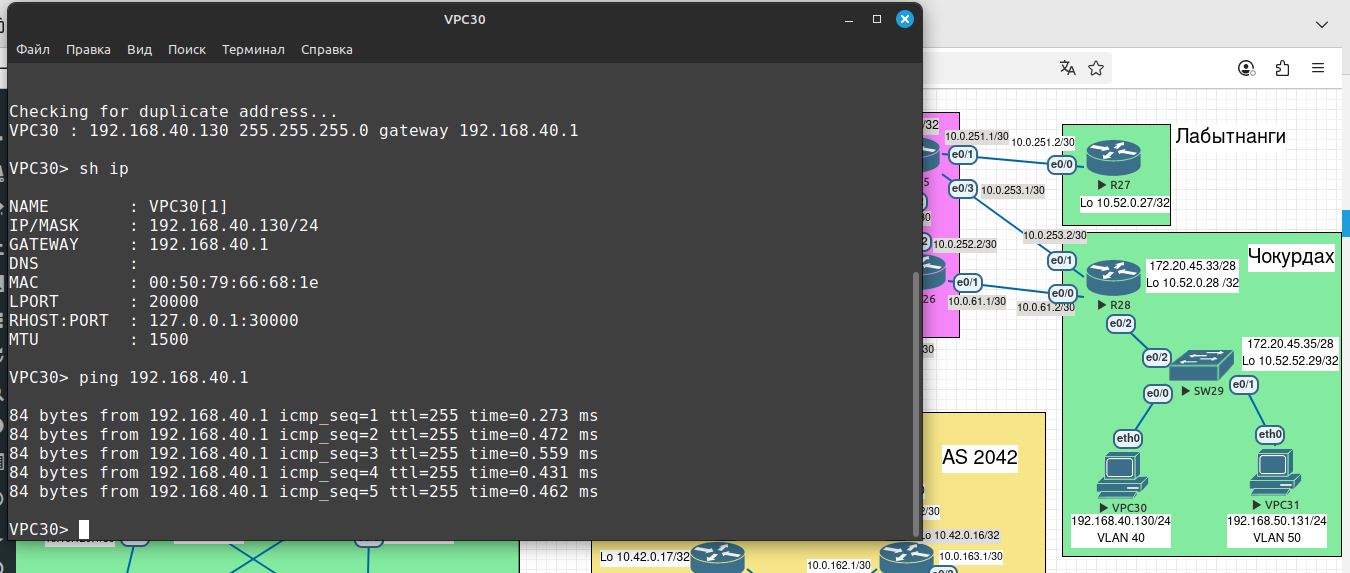 VPC30
Файл Правка Вид Поиск Терминал Справка
Checking for duplicate address...
VPC30 : 192.168.40.130 255.255.255.0 gateway 192.168.40.1
VPC30> sh ip
NAME : VPC30[1]
IP/MASK : 192.168.40.130/24
GATEWAY : 192.168.40.1
DNS :
MAC : 00:50:79:66:68:1e
LPORT : 20000
RHOST:PORT : 127.0.0.1:30000
MTU : 1500
VPC30> ping 192.168.40.1
84 bytes from 192.168.40.1 icmp_seq=1 ttl=255 time=0.273 ms
84 bytes from 192.168.40.1 icmp_seq=2 ttl=255 time=0.472 ms
84 bytes from 192.168.40.1 icmp_seq=3 ttl=255 time=0.559 ms
84 bytes from 192.168.40.1 icmp_seq=4 ttl=255 time=0.431 ms
84 bytes from 192.168.40.1 icmp_seq=5 ttl=255 time=0.462 ms
VPC30>
/32
10.0.251.1/30
10.0.251.2/30
e0/1
e0/0
Лабытнанги
R27
Lo 10.52.0.27/32
5
e0/3
10.0.253.1/30
30
10.0.253.2/30
2
10.0.252.2/30
e0/1
Чокурдах
172.20.45.33/28
Lo 10.52.0.28 /32
26
e0/1
10.0.61.1/30
e0/0
10.0.61.2/30
R28
e0/2
30
e0/2
172.20.45.35/28
Lo 10.52.52.29/32
SW29
e0/0
e0/1
eth0
eth0
VPC30
192.168.40.130/24
VLAN 40
VPC31
192.168.50.131/24
VLAN 50
AS 2042
2/30
Lo 10.42.0.16/32
Lo 10.42.0.17/32
10.0.162.1/30
10.0.163.1/30
e0/3